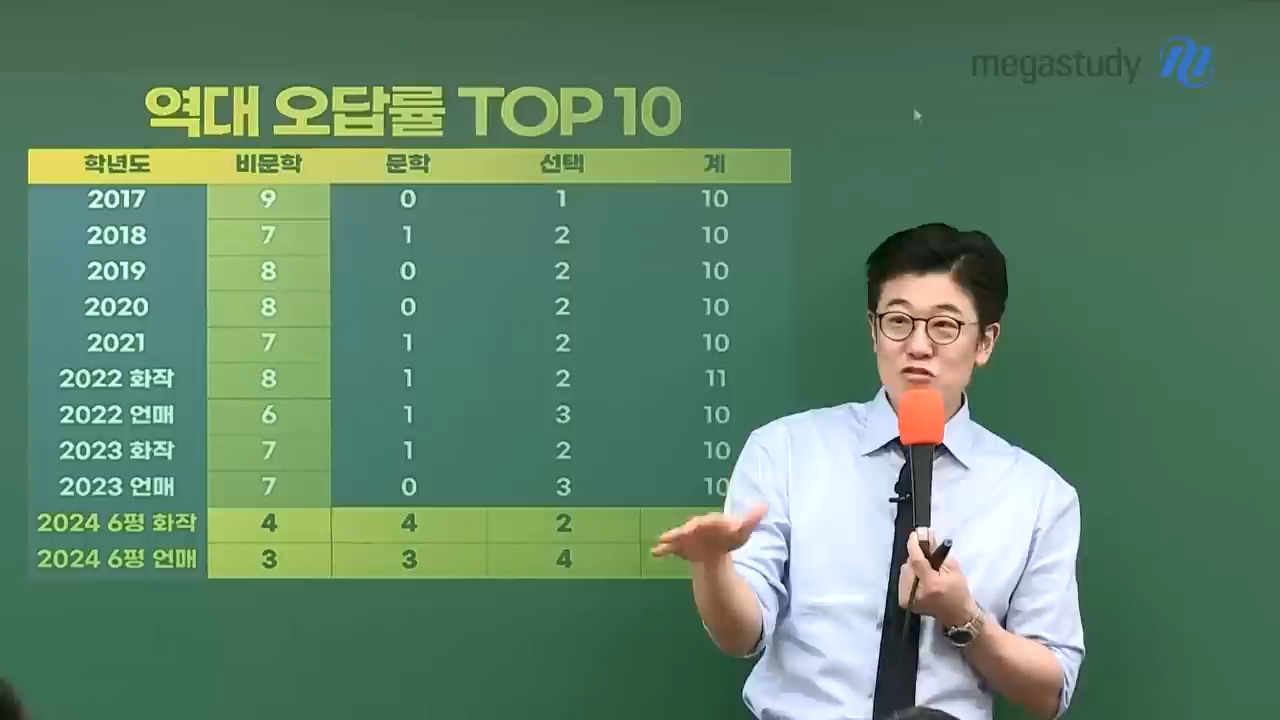 megastudy
역대 오답률 TOP 10
학년도 비문학 문학 선택 계
2017 9 0 1 10
2018 7 1 2 10
2019 8 0 2 10
2020 8 0 2 10
2021 7 1 2 10
2022 화작 8 1 2 11
2022 언매 6 1 3 10
2023 화작 7 1 2 10
2023 언매 7 0 3 10
2024 6평 화작 4 4 2
2024 6평 언매 3 3 4